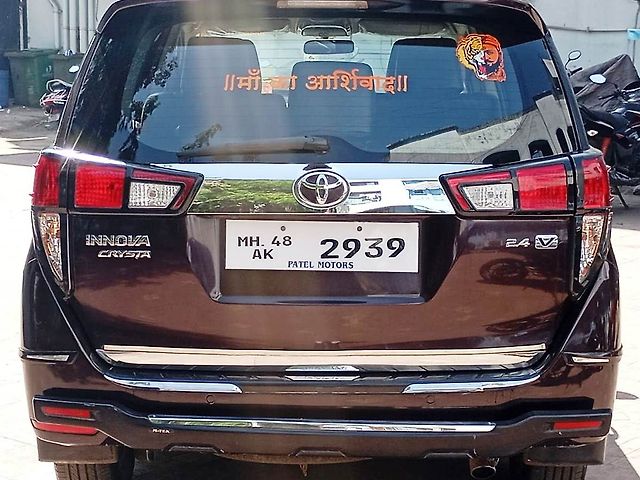 ॥माँ का आर्शिवाद॥
INNOVA
CRYSTA
MH. 48
AK
2939
PATEL MOTORS
2.4 V